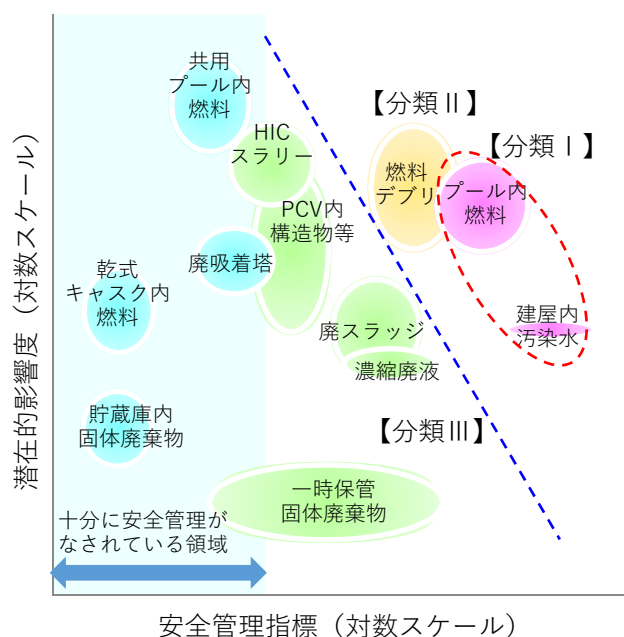 共用
プール内
燃料
HIC
スラリー
【分類Ⅱ】
【分類Ⅰ】
燃料
デブリ
プール内
燃料
PCV内
構造物等
廃吸着塔
乾式
キャスク内
燃料
建屋内
汚染水
廃スラッジ
濃縮廃液
貯蔵庫内
固体廃棄物
【分類Ⅲ】
一時保管
固体廃棄物
十分に安全管理が
なされている領域
潜在的影響度（対数スケール）
安全管理指標（対数スケール）